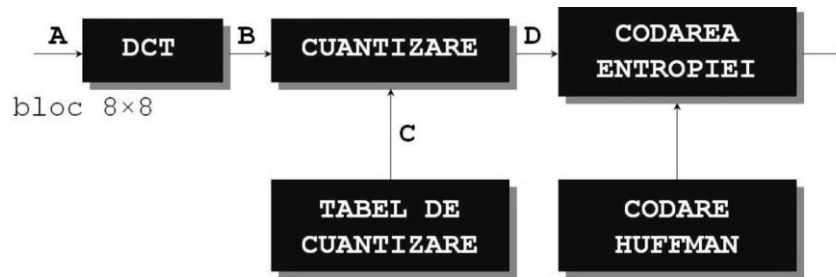 A
DCT
B
CUANTIZARE
D
CODAREA
ENTROPIEI
bloc 8×8
C
TABEL DE
CUANTIZARE
CODARE
HUFFMAN